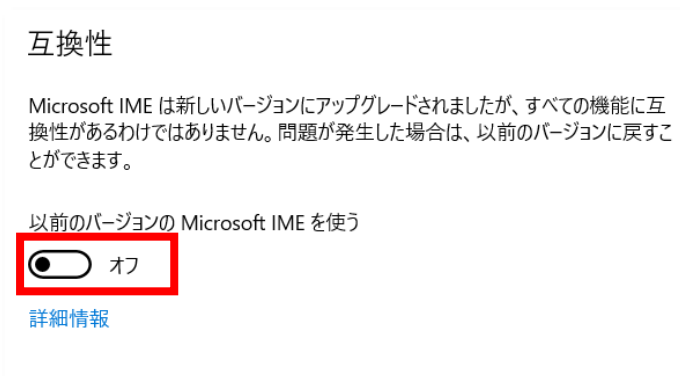 互換性
Microsoft IME は新しいバージョンにアップグレードされましたが、すべての機能に互
換性があるわけではありません。問題が発生した場合は、以前のバージョンに戻すこ
とができます。
以前のバージョンの Microsoft IME を使う
オフ
詳細情報